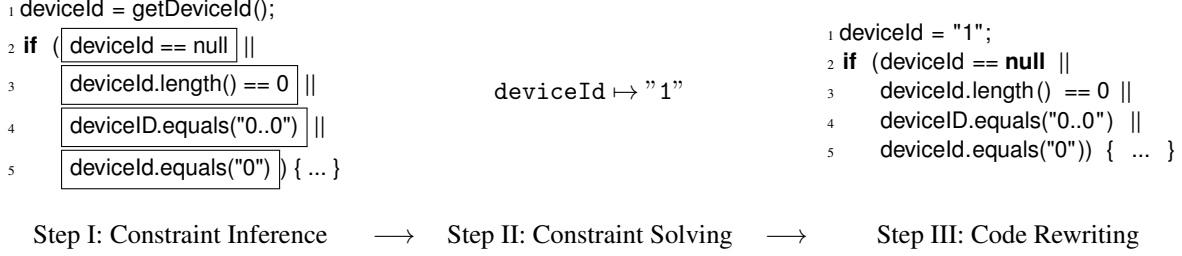 1 deviceId = getDeviceId();
2 if ( deviceId == null ||
3 deviceId.length() == 0 ||
4 deviceID.equals("0..0") ||
5 deviceId.equals("0") ) { ... }
deviceId ↦ ”1”
1 deviceId = "1";
2 if (deviceId == null ||
3 deviceId.length() == 0 ||
4 deviceID.equals("0..0") ||
5 deviceId.equals("0")) { ... }
Step I: Constraint Inference ⟶ Step II: Constraint Solving ⟶ Step III: Code Rewriting